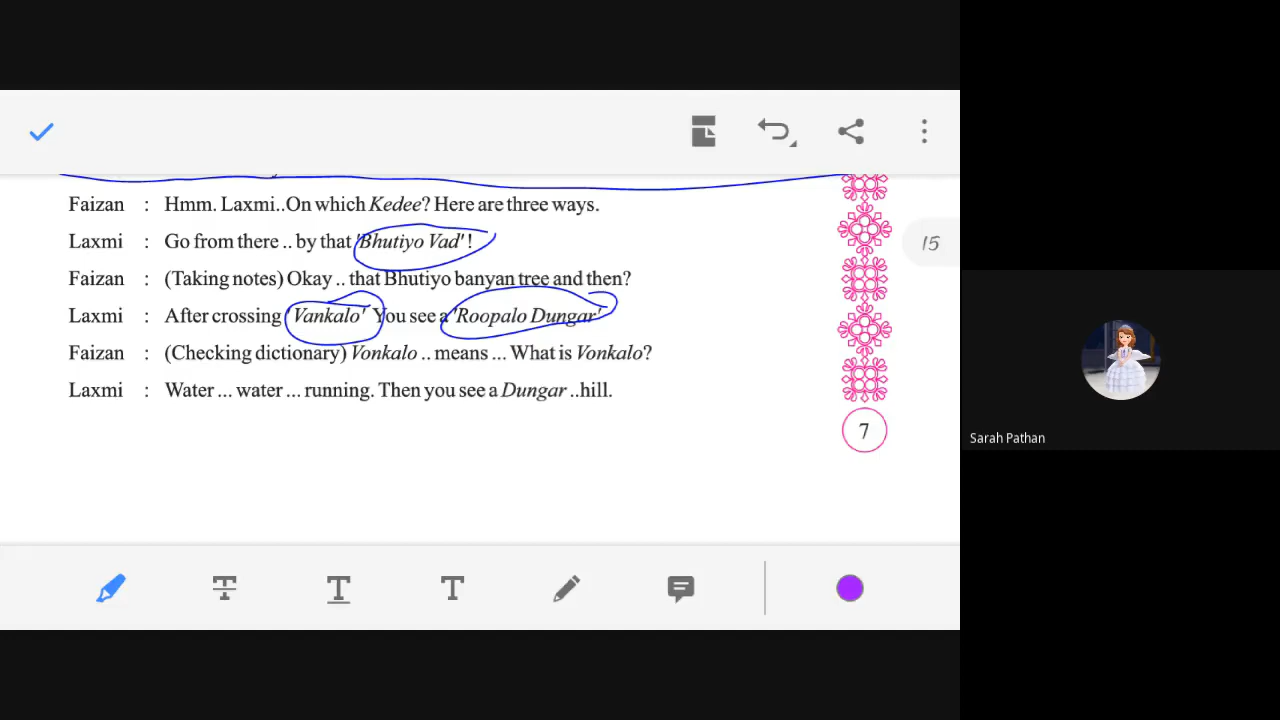 Faizan : Hmm. Laxmi..On which Kedee? Here are three ways.
Laxmi : Go from there .. by that 'Bhutiyo Vad'!
Faizan : (Taking notes) Okay .. that Bhutiyo banyan tree and then?
Laxmi : After crossing 'Vankalo' You see a 'Roopalo Dungar'
Faizan : (Checking dictionary) Vonkalo .. means ... What is Vonkalo?
Laxmi : Water ... water ... running. Then you see a Dungar ..hill.
15
7
Sarah Pathan